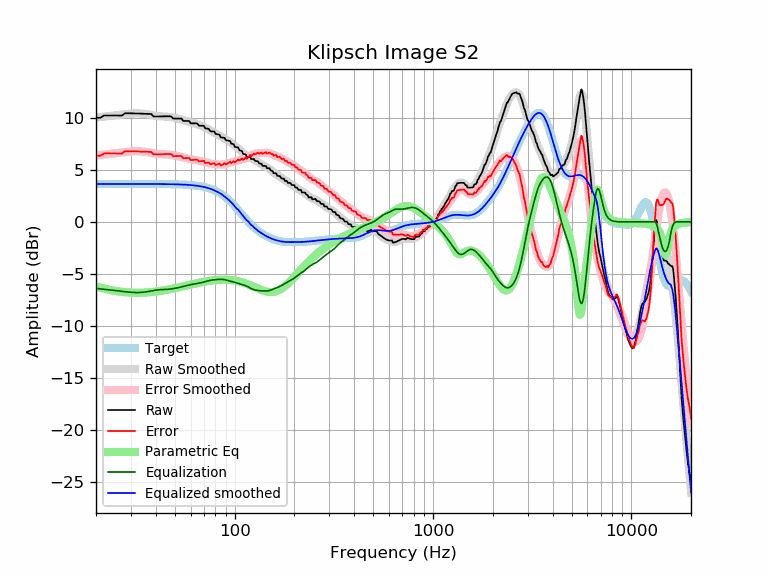 Klipsch Image S2
Amplitude (dBr)
10
5
0
−5
−10
−15
−20
−25
Target
Raw Smoothed
Error Smoothed
Raw
Error
Parametric Eq
Equalization
Equalized smoothed
100
1000
10000
Frequency (Hz)